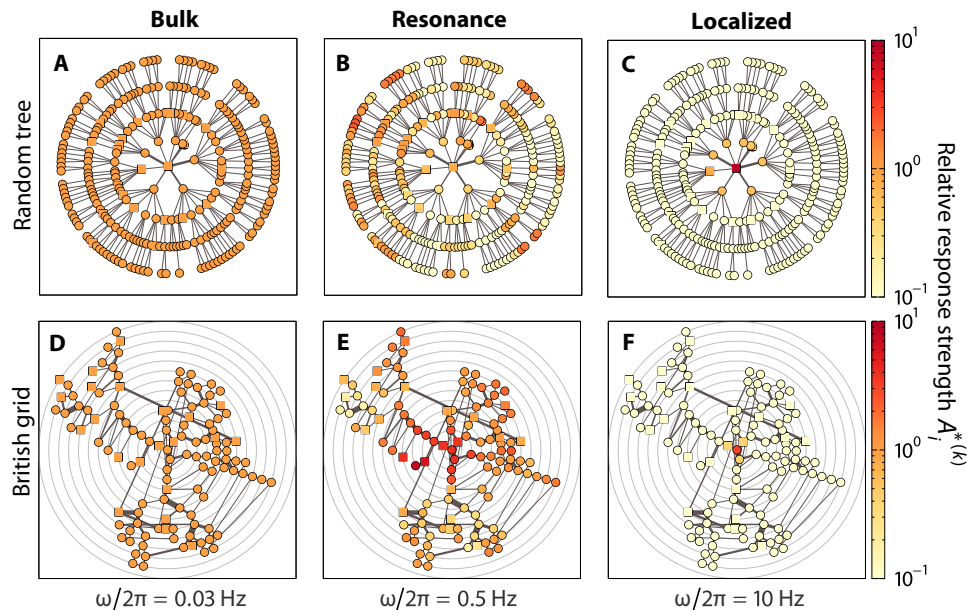 Bulk Resonance Localized
Random tree
A B C
10¹
10⁰
10⁻¹
Relative response strength A*ᵢ⁽ᵏ⁾
British grid
D E F
10¹
10⁰
10⁻¹
ω/2π = 0.03 Hz ω/2π = 0.5 Hz ω/2π = 10 Hz